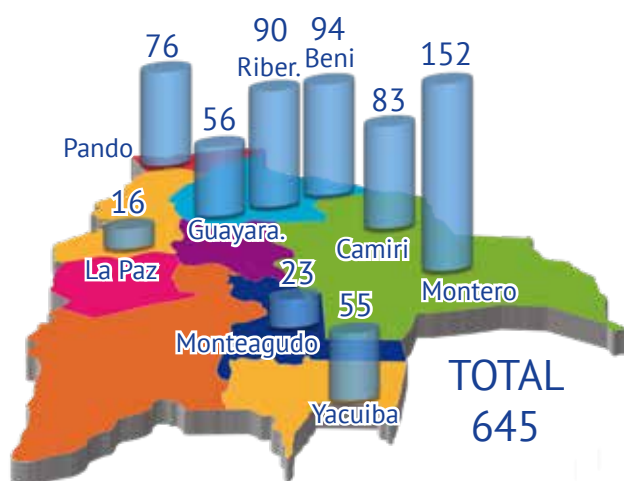 76
Pando
56
Guayara.
90
Riber.
94
Beni
83
Camiri
152
Montero
16
La Paz
23
Monteagudo
55
Yacuiba
TOTAL
645